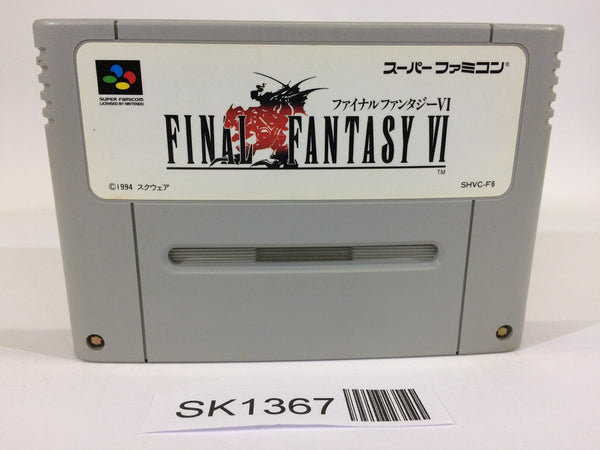 SUPER FAMICOM
LICENSED BY NINTENDO
スーパーファミコン®
ファイナルファンタジーVI
FINAL FANTASY VI
TM
©1994 スクウェア
SHVC-F6
SK1367